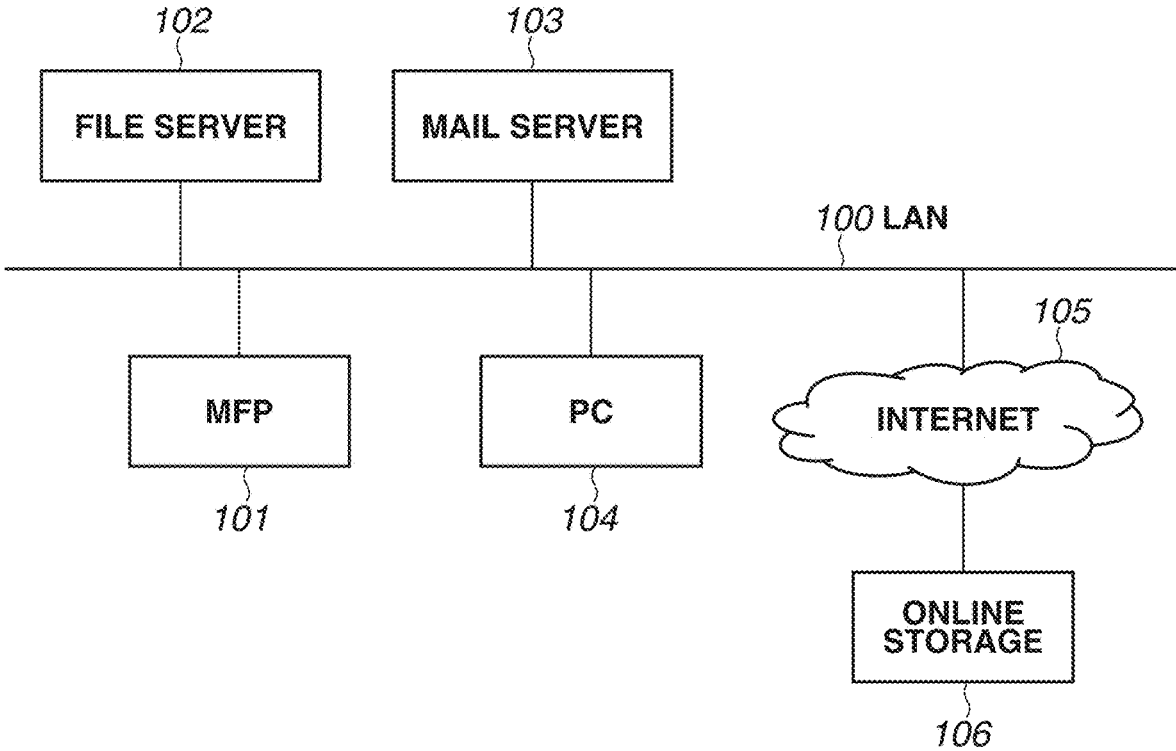 102
103
FILE SERVER
MAIL SERVER
100 LAN
105
MFP
PC
INTERNET
101
104
ONLINE
STORAGE
106